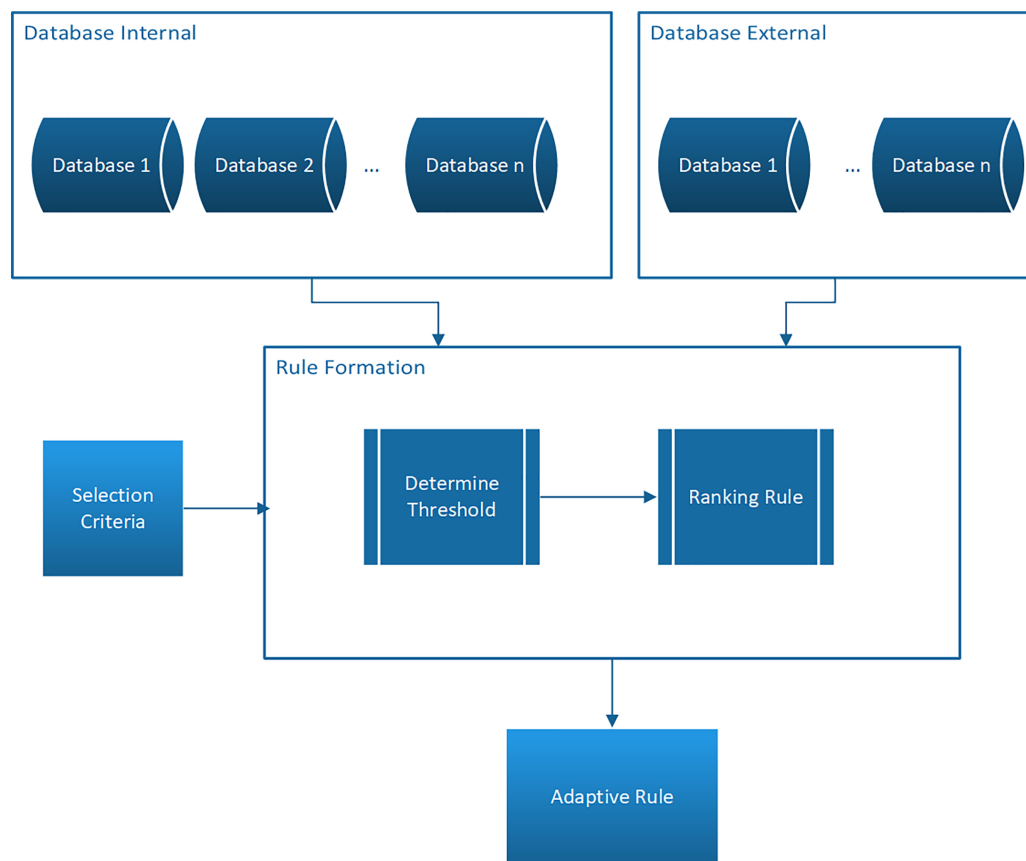 Database Internal
Database External
Database 1
Database 2
...
Database n
Database 1
...
Database n
Rule Formation
Selection
Criteria
Determine
Threshold
Ranking Rule
Adaptive Rule